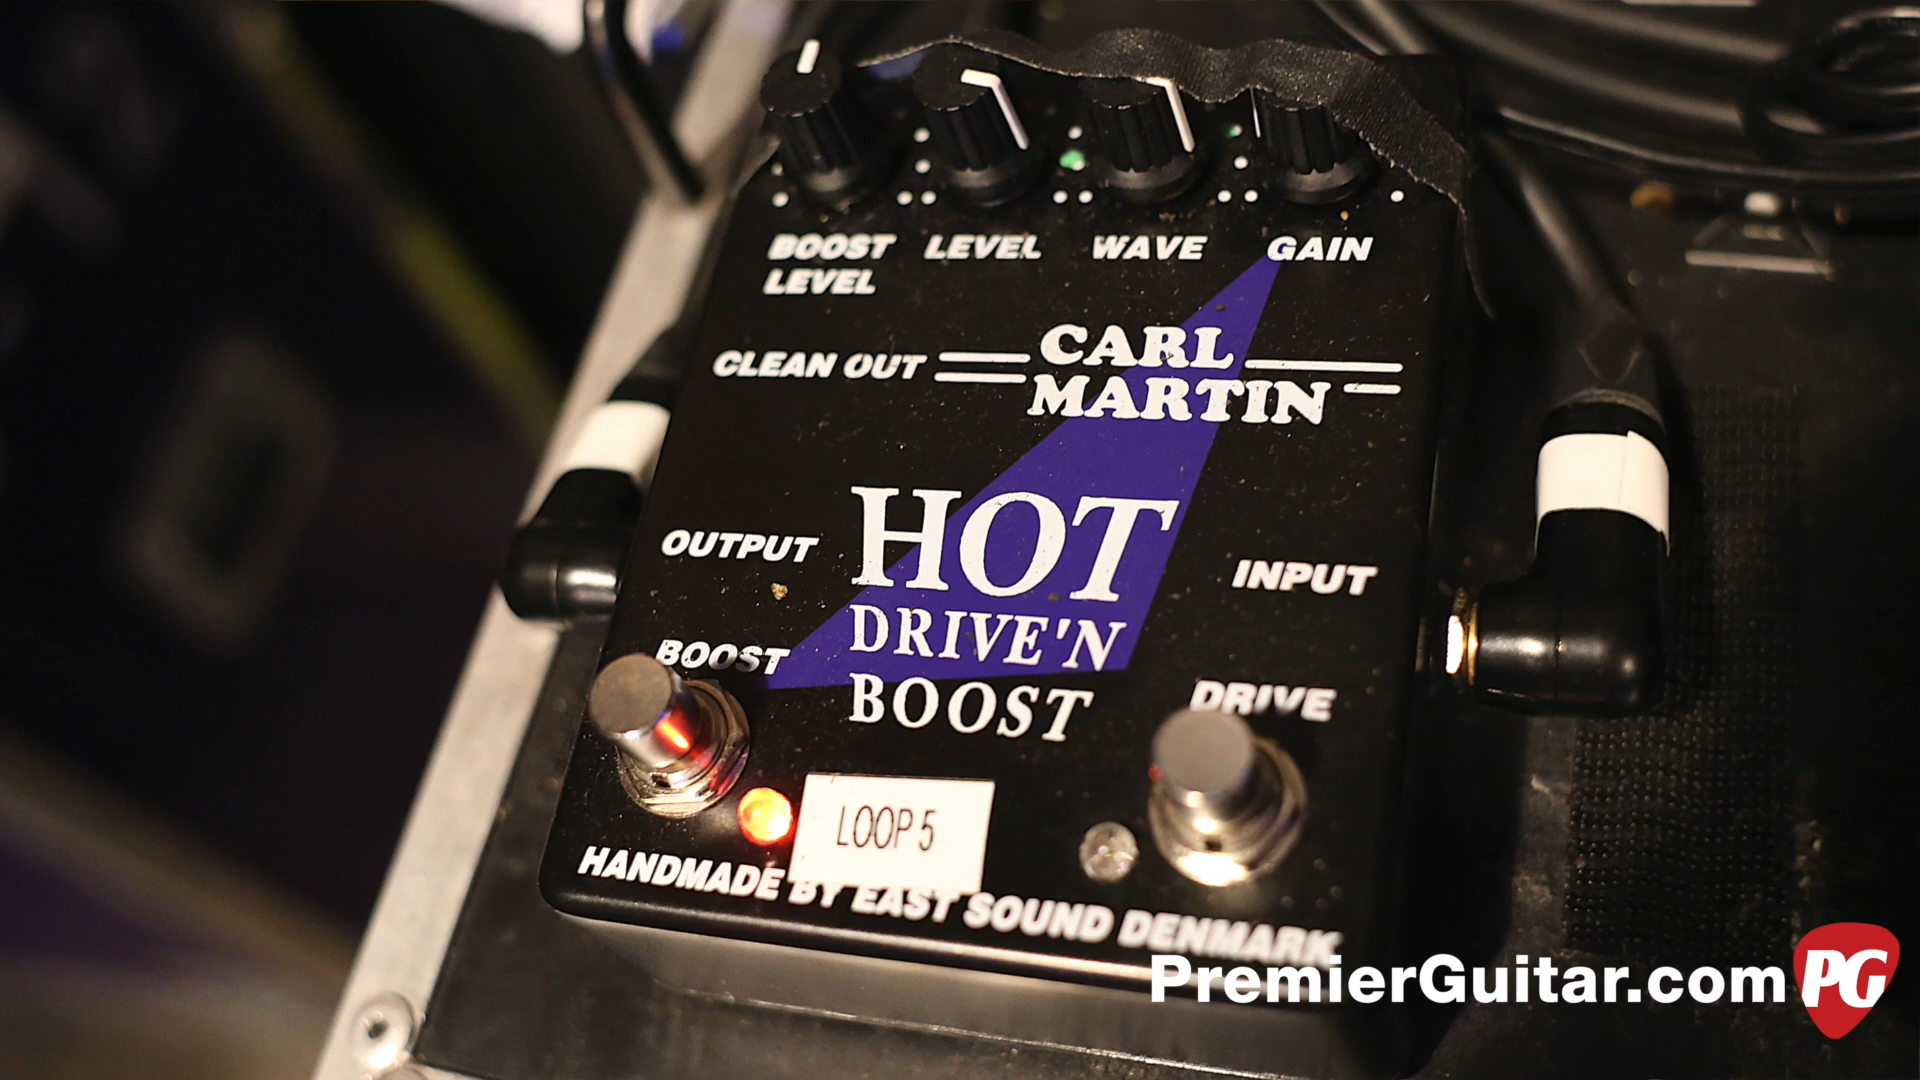 BOOST LEVEL WAVE GAIN
LEVEL
CLEAN OUT CARL
MARTIN
OUTPUT HOT INPUT
DRIVE'N
BOOST BOOST DRIVE
LOOP 5
HANDMADE BY EAST SOUND DENMARK
PremierGuitar.com PG